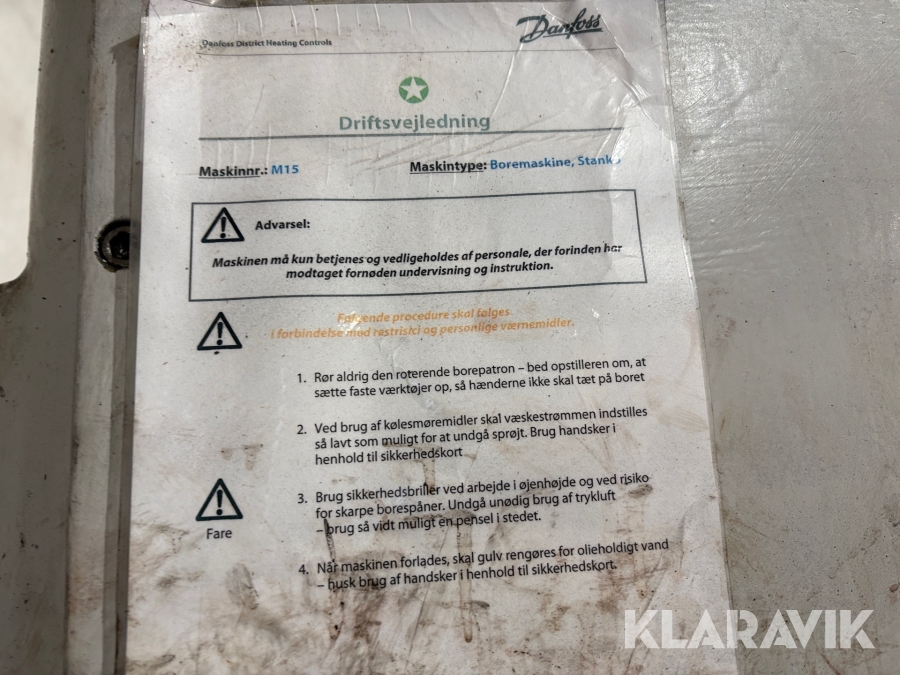 Danfoss District Heating Controls
Danfoss
Driftsvejledning
Maskinnr.: M15
Maskintype: Boremaskine, Stanko
Advarsel:
Maskinen må kun betjenes og vedligeholdes af personale, der forinden har
modtaget fornøden undervisning og instruktion.
Følgende procedure skal følges
i forbindelse med restrisici og personlige værnemidler.
1. Rør aldrig den roterende borepatron – bed opstilleren om, at
sætte faste værktøjer op, så hænderne ikke skal tæt på boret
2. Ved brug af kølesmøremidler skal væskestrømmen indstilles
så lavt som muligt for at undgå sprøjt. Brug handsker i
henhold til sikkerhedskort
Fare
3. Brug sikkerhedsbriller ved arbejde i øjenhøjde og ved risiko
for skarpe borespåner. Undgå unødig brug af trykluft
– brug så vidt muligt en pensel i stedet.
4. Når maskinen forlades, skal gulv rengøres for olieholdigt vand
– husk brug af handsker i henhold til sikkerhedskort.
KLARAVIK